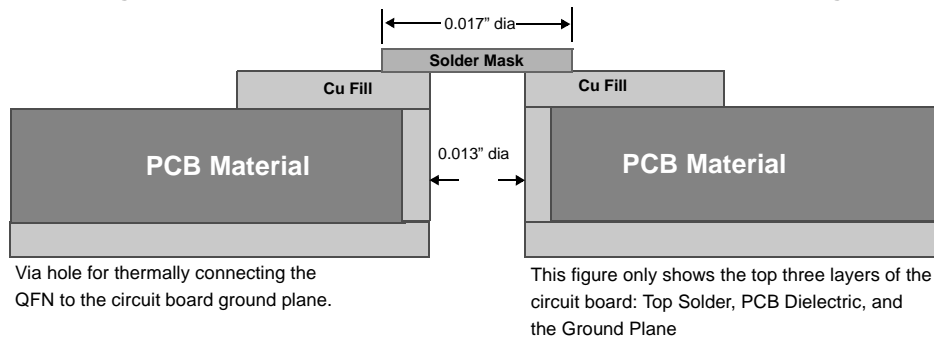 0.017” dia
Solder Mask
Cu Fill
Cu Fill
PCB Material
0.013” dia
PCB Material
Via hole for thermally connecting the
QFN to the circuit board ground plane.
This figure only shows the top three layers of the
circuit board: Top Solder, PCB Dielectric, and
the Ground Plane